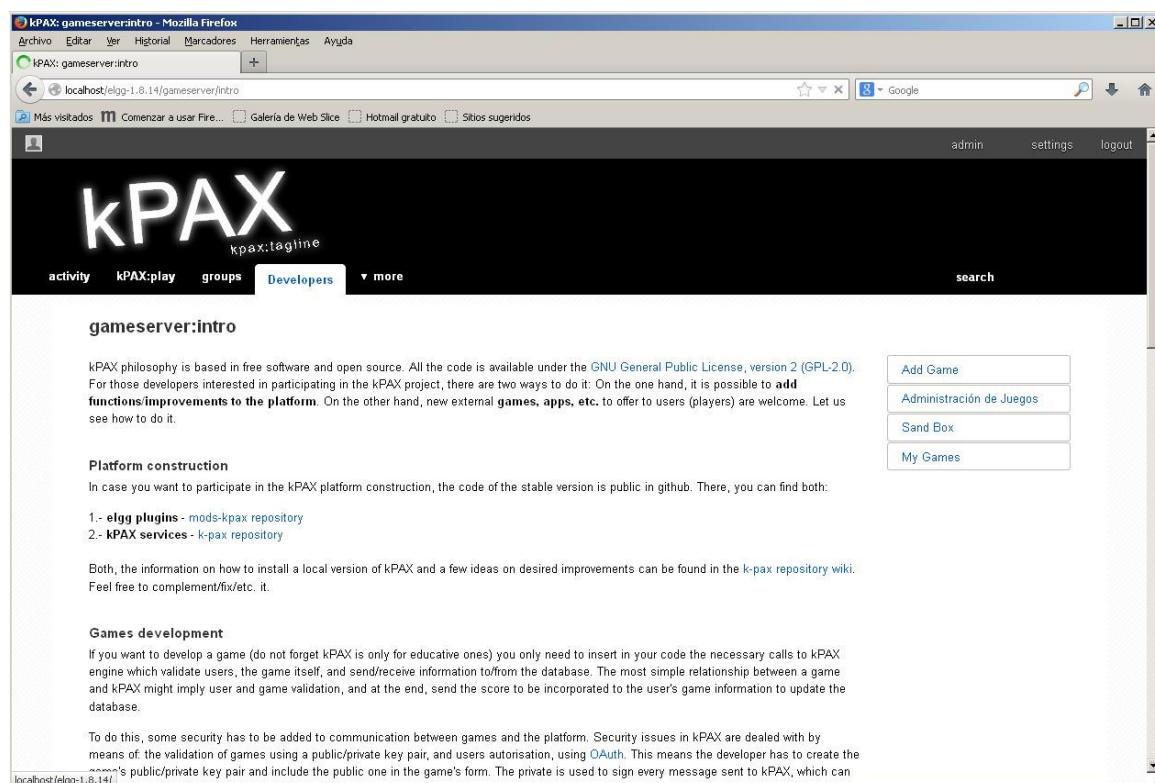 kPAX: gameserver:intro - Mozilla Firefox
Archivo Editar Ver Historial Marcadores Herramientas Ayuda
kPAX: gameserver:intro
localhost/elgg-1.8.14/gameserver/intro
Google
Más visitados Comenzar a usar Fire... Galería de Web Slice Hotmail gratuito Sitios sugeridos
admin settings logout
kPAX
kpax:tagline
activity kPAX:play groups Developers ▼ more search
gameserver:intro
kPAX philosophy is based in free software and open source. All the code is available under the GNU General Public License, version 2 (GPL-2.0).
For those developers interested in participating in the kPAX project, there are two ways to do it: On the one hand, it is possible to add
functions/improvements to the platform. On the other hand, new external games, apps, etc. to offer to users (players) are welcome. Let us
see how to do it.
Add Game
Administración de Juegos
Sand Box
My Games
Platform construction
In case you want to participate in the kPAX platform construction, the code of the stable version is public in github. There, you can find both:
1.- elgg plugins - mods-kpax repository
2.- kPAX services - k-pax repository
Both, the information on how to install a local version of kPAX and a few ideas on desired improvements can be found in the k-pax repository wiki.
Feel free to complement/fix/etc. it.
Games development
If you want to develop a game (do not forget kPAX is only for educative ones) you only need to insert in your code the necessary calls to kPAX
engine which validate users, the game itself, and send/receive information to/from the database. The most simple relationship between a game
and kPAX might imply user and game validation, and at the end, send the score to be incorporated to the user's game information to update the
database.
To do this, some security has to be added to communication between games and the platform. Security issues in kPAX are dealed with by
means of: the validation of games using a public/private key pair, and users autorisation, using OAuth. This means the developer has to create the
game's public/private key pair and include the public one in the game's form. The private is used to sign every message sent to kPAX, which can
localhost/elgg-1.8.14/